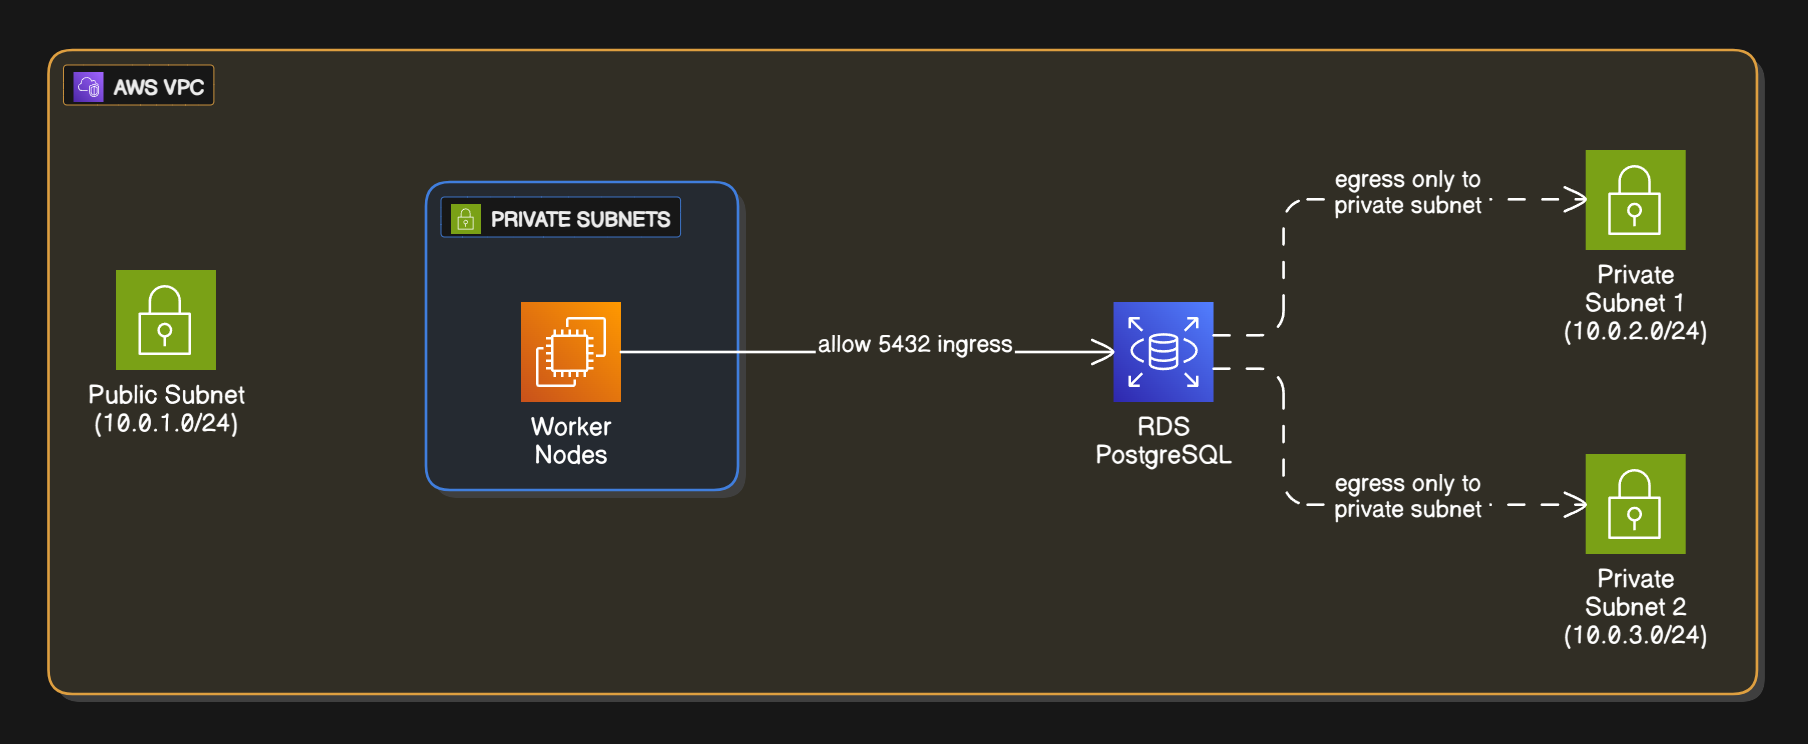 AWS VPC
PRIVATE SUBNETS
Public Subnet
(10.0.1.0/24)
Worker
Nodes
allow 5432 ingress
RDS
PostgreSQL
egress only to
private subnet
Private
Subnet 1
(10.0.2.0/24)
egress only to
private subnet
Private
Subnet 2
(10.0.3.0/24)